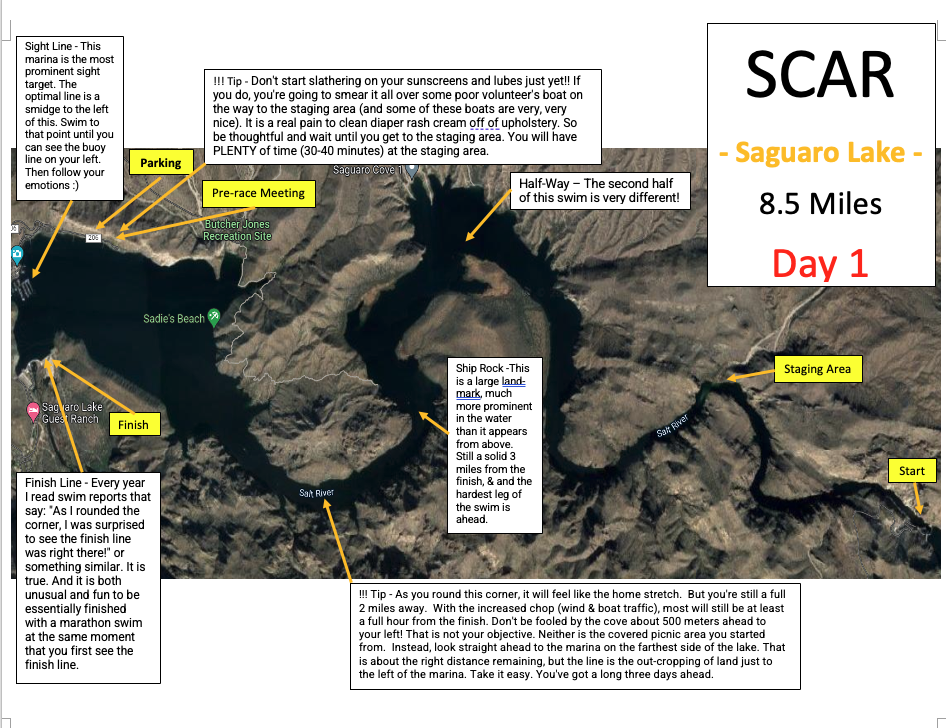 Sight Line - This
marina is the most
prominent sight
target. The
optimal line is a
smidge to the left
of this. Swim to
that point until you
can see the buoy
line on your left.
Then follow your
emotions :)
!!! Tip - Don't start slathering on your sunscreens and lubes just yet!! If
you do, you're going to smear it all over some poor volunteer's boat on
the way to the staging area (and some of these boats are very, very
nice). It is a real pain to clean diaper rash cream off of upholstery. So
be thoughtful and wait until you get to the staging area. You will have
PLENTY of time (30-40 minutes) at the staging area.
SCAR
- Saguaro Lake -
8.5 Miles
Day 1
Parking
Pre-race Meeting
Saguaro Cove 1
Half-Way – The second half
of this swim is very different!
Butcher Jones
Recreation Site
206
Sadie's Beach
Ship Rock -This
is a large land-
mark, much
more prominent
in the water
than it appears
from above.
Still a solid 3
miles from the
finish, & and the
hardest leg of
the swim is
ahead.
Staging Area
Salt River
Start
Saguaro Lake
Guest Ranch
Finish
Finish Line - Every year
I read swim reports that
say: "As I rounded the
corner, I was surprised
to see the finish line
was right there!" or
something similar. It is
true. And it is both
unusual and fun to be
essentially finished
with a marathon swim
at the same moment
that you first see the
finish line.
Salt River
!!! Tip - As you round this corner, it will feel like the home stretch. But you're still a full
2 miles away. With the increased chop (wind & boat traffic), most will still be at least
a full hour from the finish. Don't be fooled by the cove about 500 meters ahead to
your left! That is not your objective. Neither is the covered picnic area you started
from. Instead, look straight ahead to the marina on the farthest side of the lake. That
is about the right distance remaining, but the line is the out-cropping of land just to
the left of the marina. Take it easy. You've got a long three days ahead.